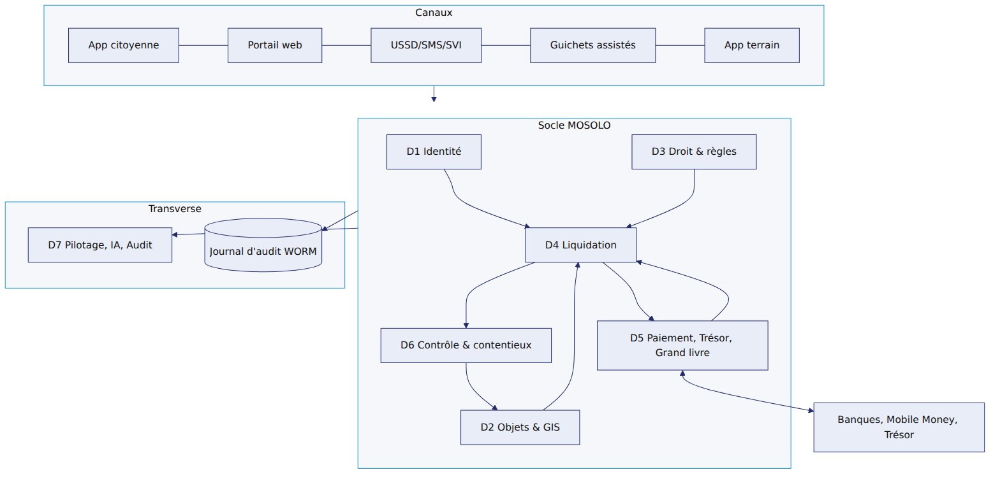 Canaux
App citoyenne
Portail web
USSD/SMS/SVI
Guichets assistés
App terrain
Socle MOSOLO
D1 Identité
D3 Droit & règles
Transverse
D7 Pilotage, IA, Audit
Journal d'audit WORM
D4 Liquidation
D6 Contrôle & contentieux
D5 Paiement, Trésor,
Grand livre
D2 Objets & GIS
Banques, Mobile Money,
Trésor